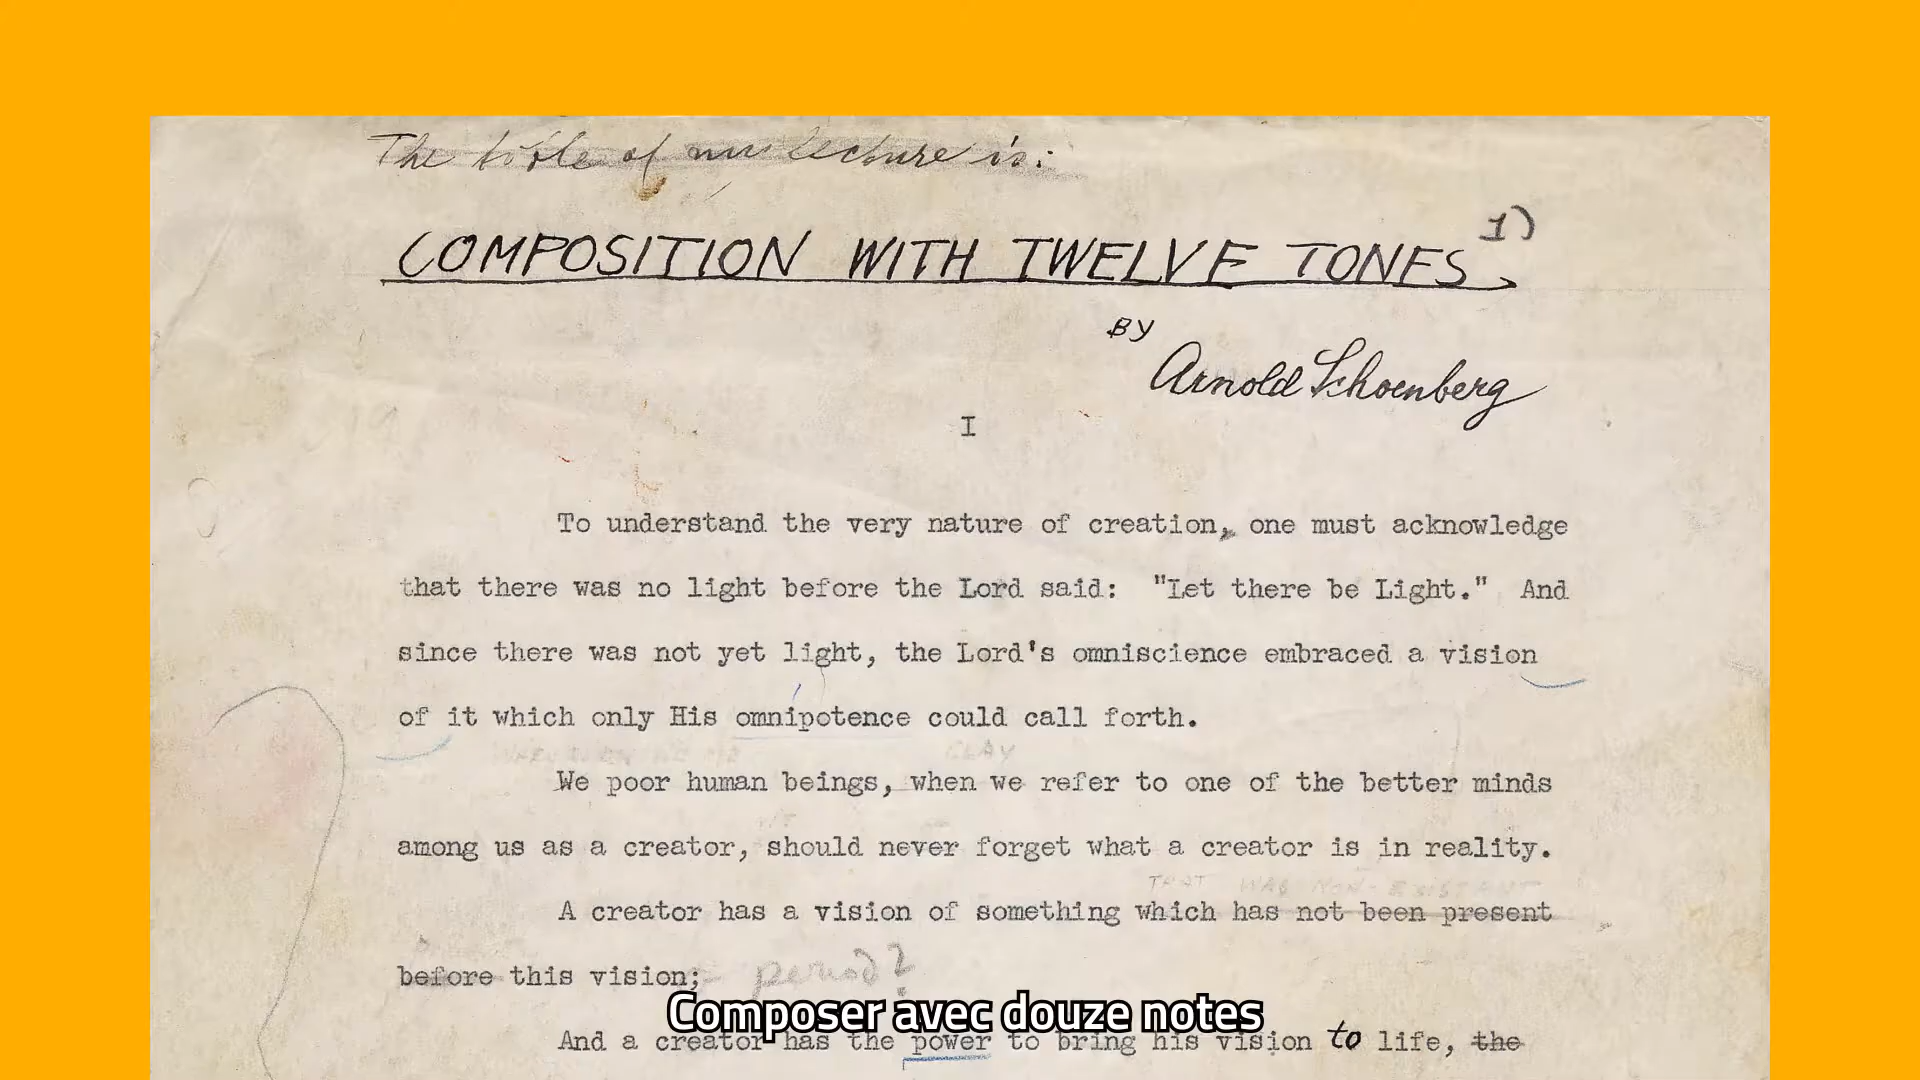 The title of my lecture is:
COMPOSITION WITH TWELVE TONES 1)
BY
Arnold Schoenberg
I
To understand the very nature of creation, one must acknowledge
that there was no light before the Lord said: "Let there be Light." And
since there was not yet light, the Lord's omniscience embraced a vision
of it which only His omnipotence could call forth.
CLAY
We poor human beings, when we refer to one of the better minds
among us as a creator, should never forget what a creator is in reality.
THAT WAS NON-EXISTANT
A creator has a vision of something which has not been present
before this vision; period?
Composer avec douze notes
And a creator has the power to bring his vision to life, the